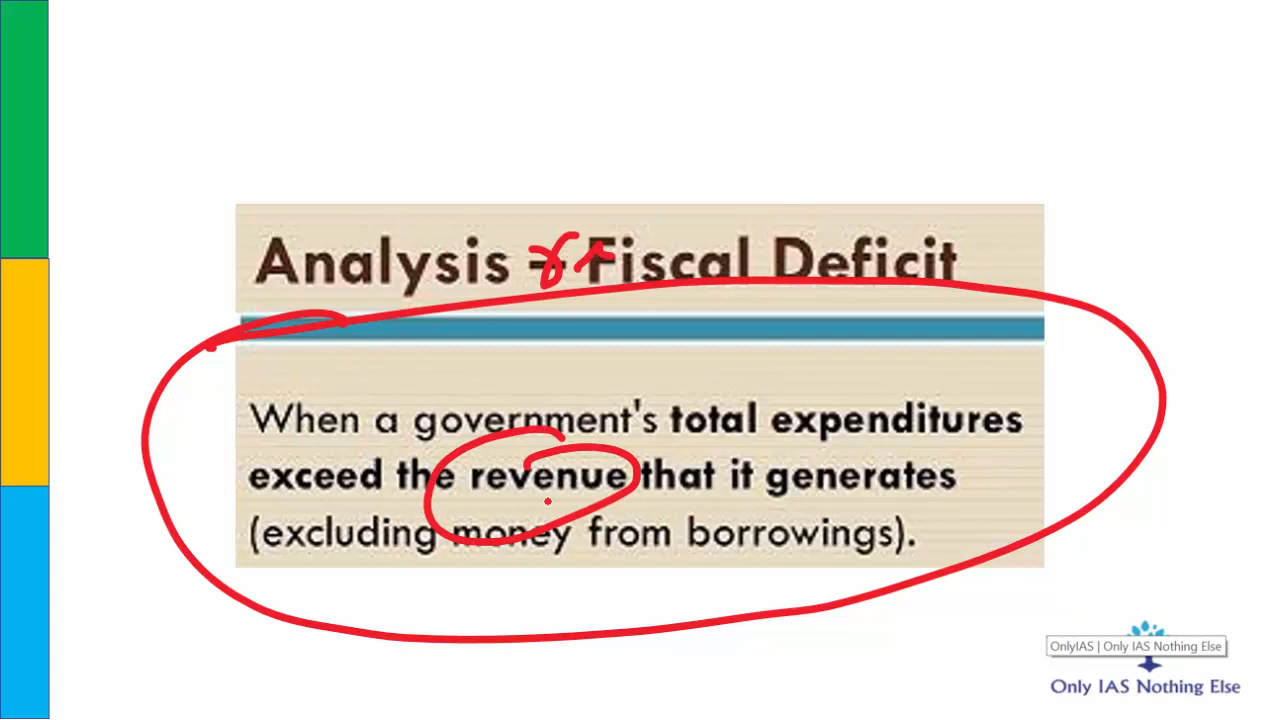 Analysis – Fiscal Deficit
When a government's total expenditures
exceed the revenue that it generates
(excluding money from borrowings).
OnlyIAS | Only IAS Nothing Else
Only IAS Nothing Else